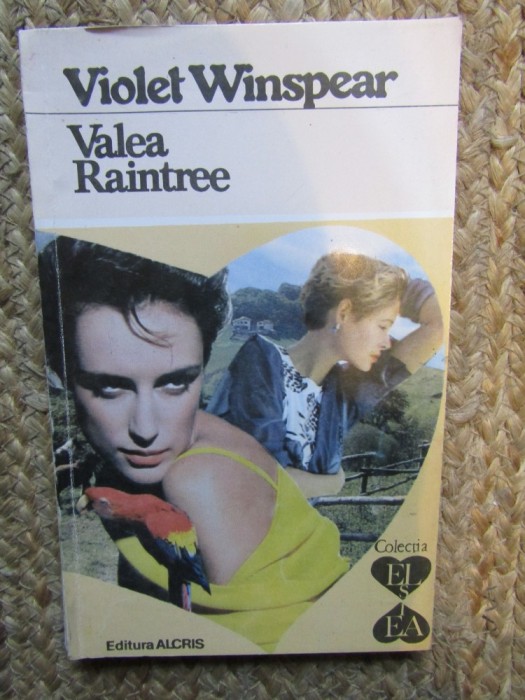 Violet Winspear
Valea
Raintree
Colecția
EL
ȘI
EA
Editura ALCRIS